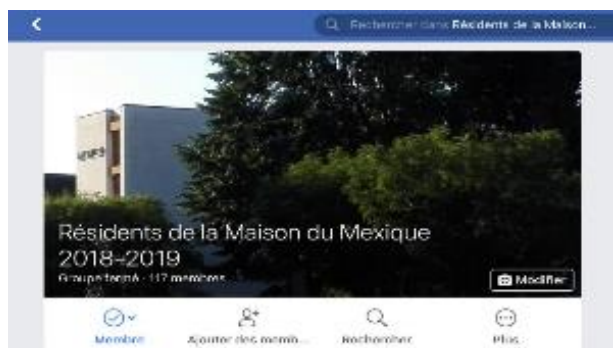 Rechercher dans Résidents de la Maison...
Résidents de la Maison du Mexique
2018-2019
Groupe fermé · 117 membres
Modifier
Membre
Ajouter des memb...
Rechercher
Plus